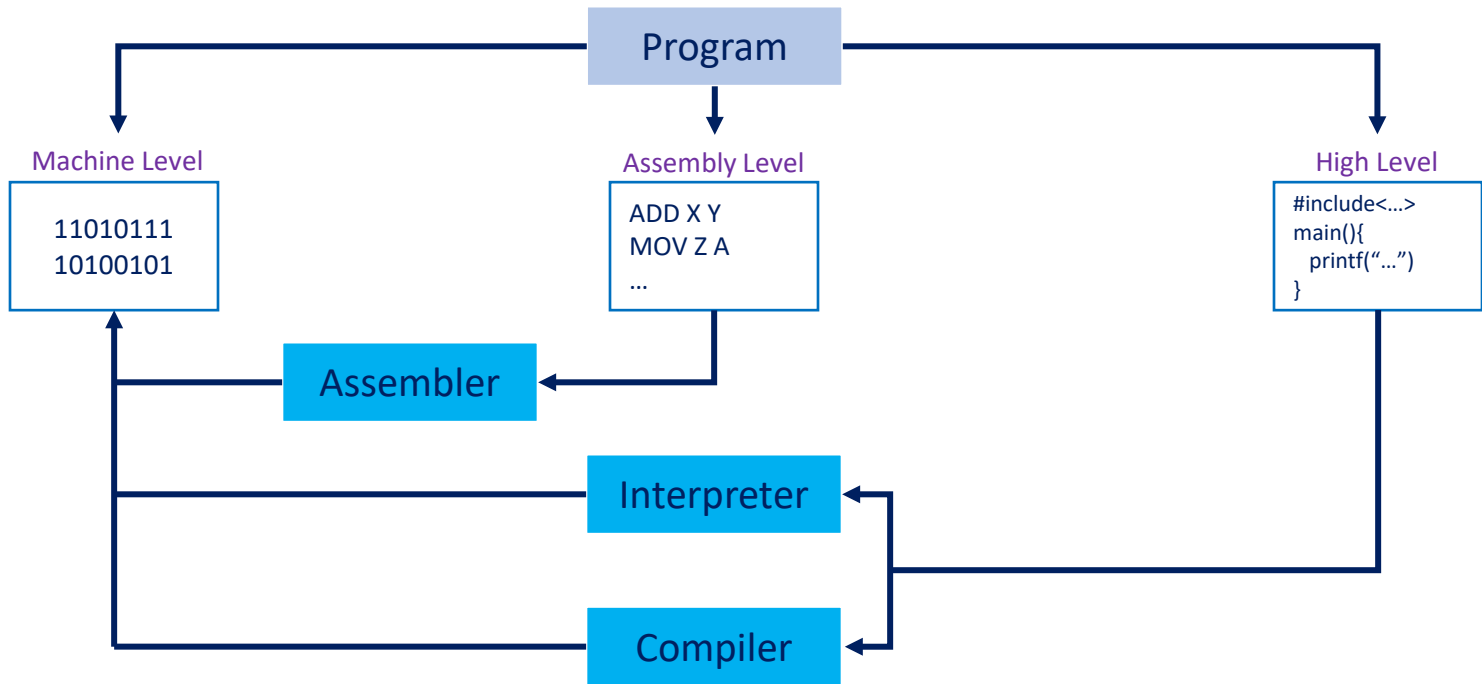 Program
Machine Level
11010111
10100101
Assembly Level
ADD X Y
MOV Z A
...
High Level
#include<...>
main(){
printf(“...”)
}
Assembler
Interpreter
Compiler